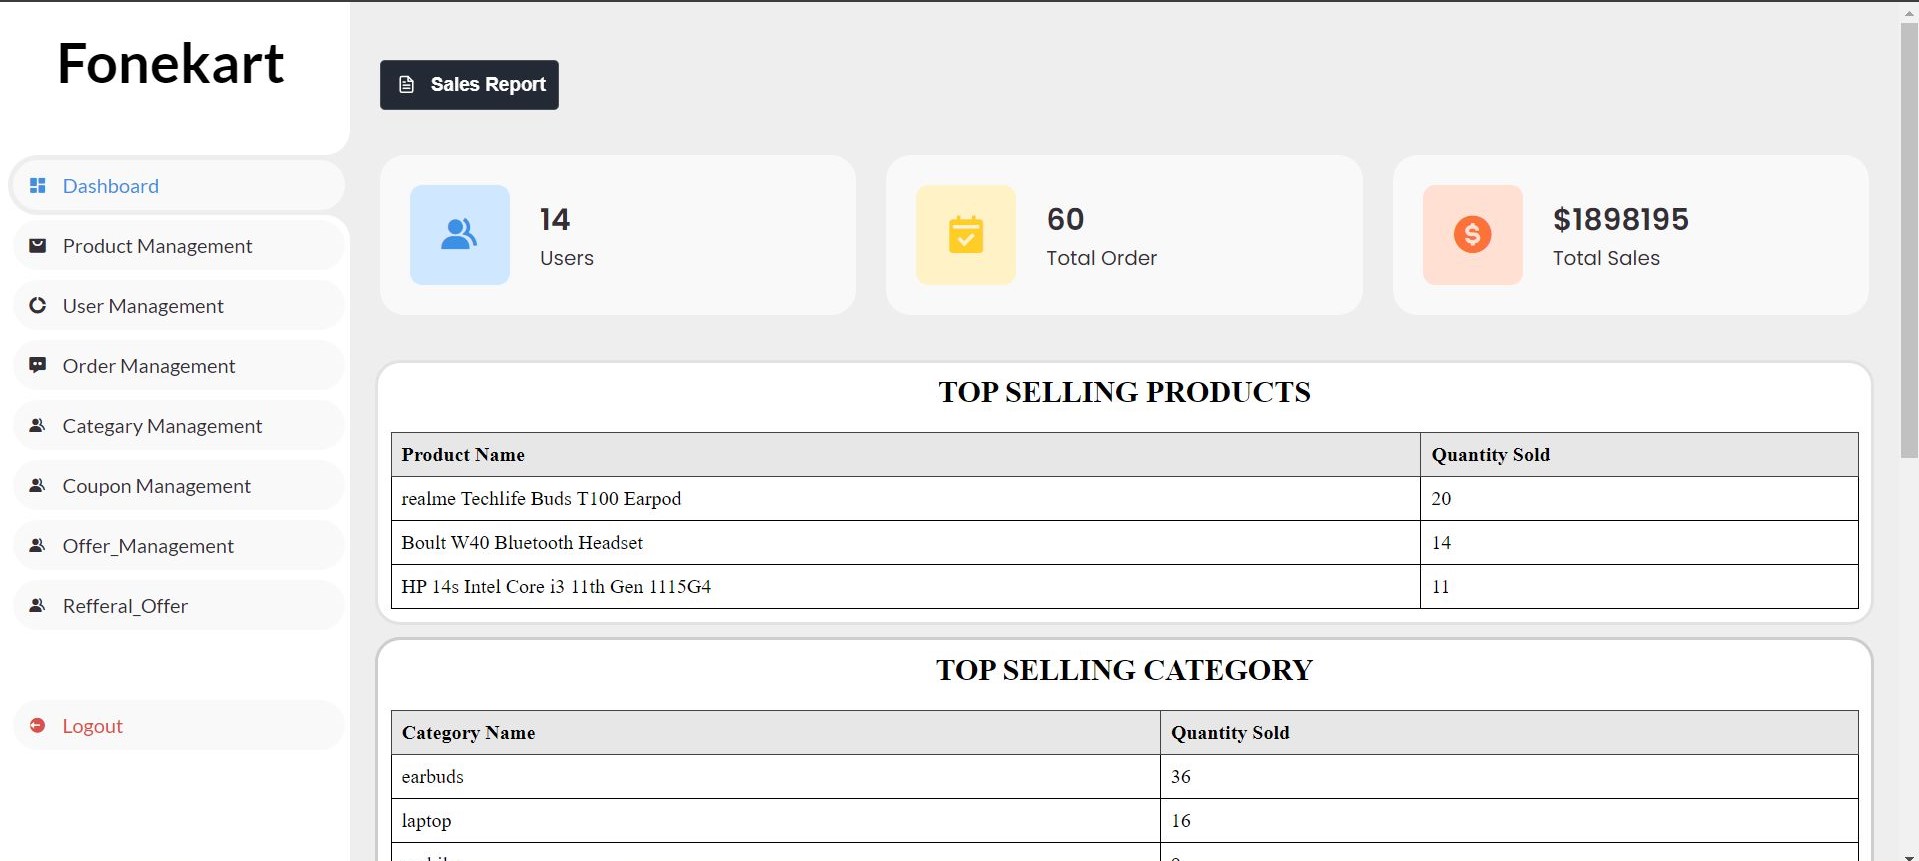 Fonekart
Dashboard
Product Management
User Management
Order Management
Categary Management
Coupon Management
Offer_Management
Refferal_Offer
Logout
Sales Report
14
Users
60
Total Order
$1898195
Total Sales
TOP SELLING PRODUCTS
Product Name Quantity Sold
realme Techlife Buds T100 Earpod 20
Boult W40 Bluetooth Headset 14
HP 14s Intel Core i3 11th Gen 1115G4 11
TOP SELLING CATEGORY
Category Name Quantity Sold
earbuds 36
laptop 16